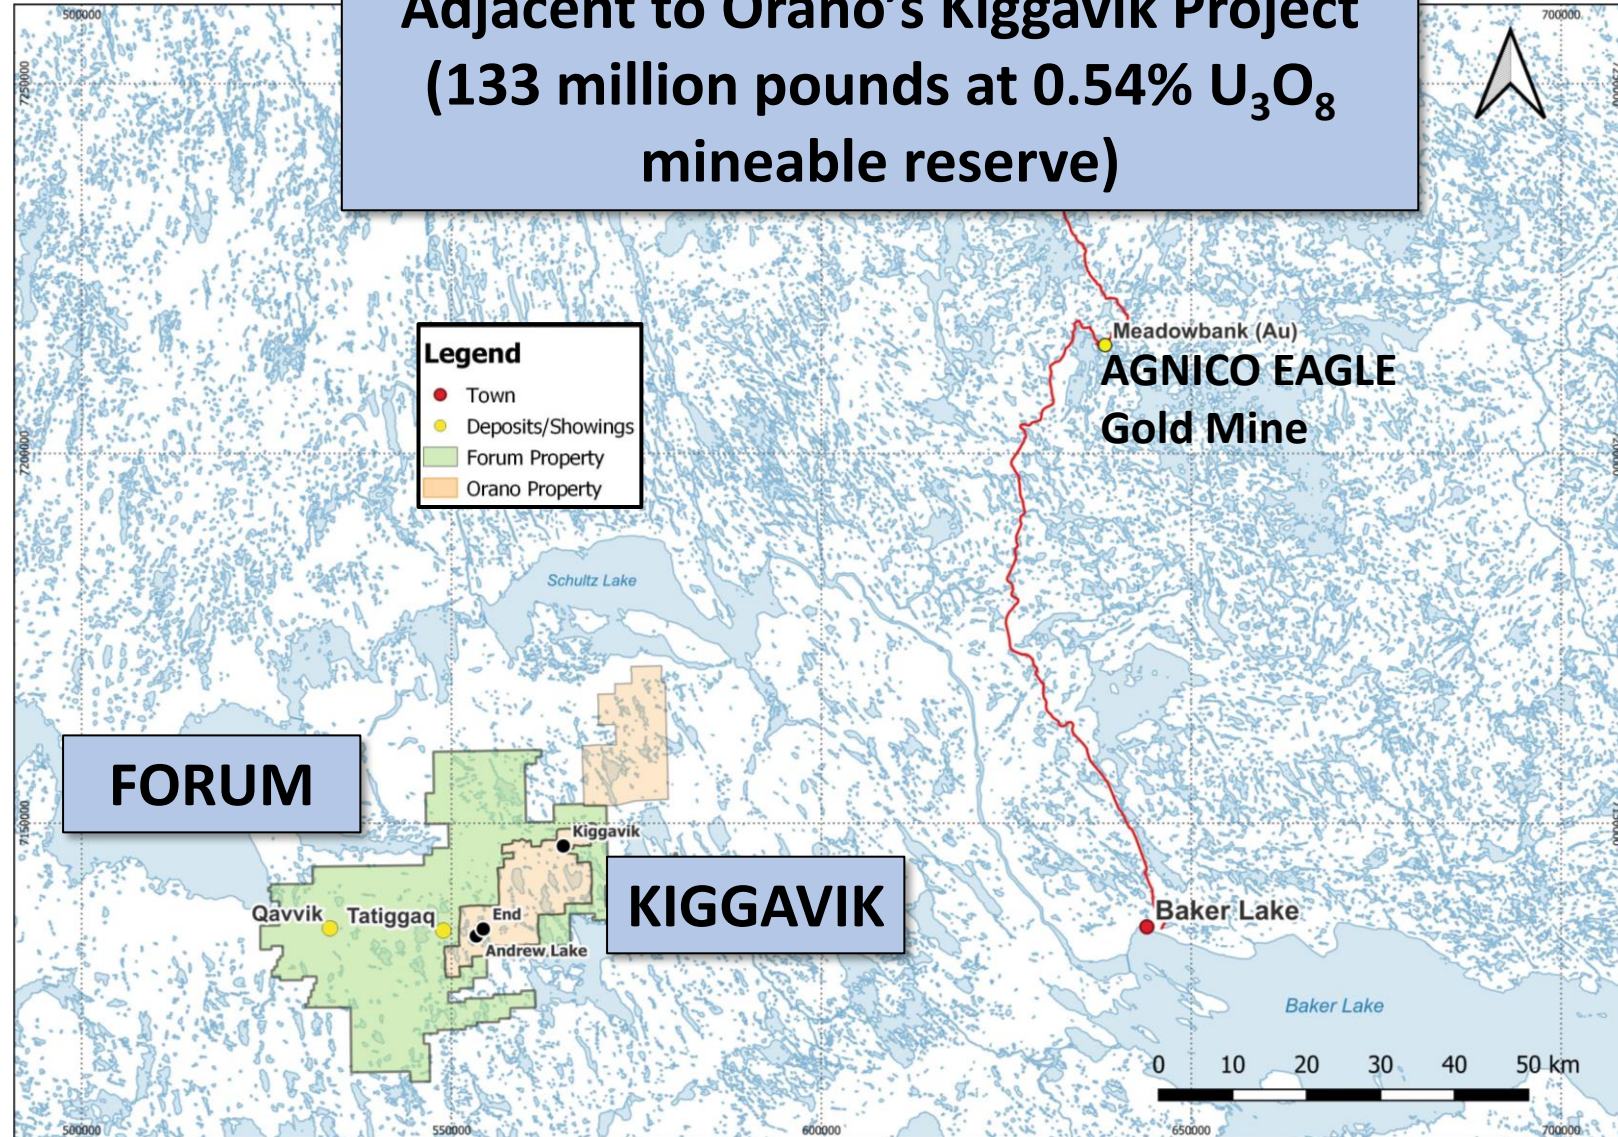 500000
700000
Adjacent to Orano's Kiggavik Project
(133 million pounds at 0.54% U₃O₈
mineable reserve)
7250000
Meadowbank (Au)
AGNICO EAGLE
Gold Mine
Legend
Town
Deposits/Showings
Forum Property
Orano Property
7200000
Schultz Lake
FORUM
7150000
Kiggavik
KIGGAVIK
Qavvik
Tatiggaq
End
Andrew Lake
Baker Lake
Baker Lake
0 10 20 30 40 50 km
500000
550000
600000
650000
700000